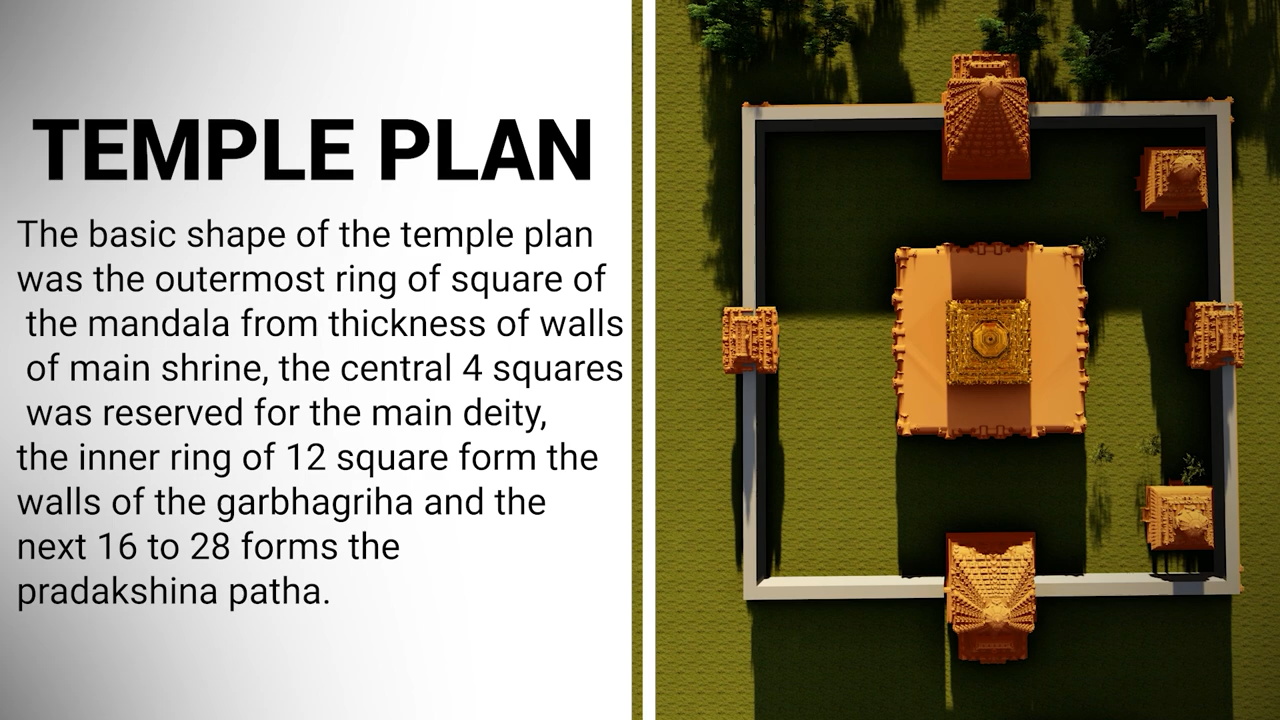 TEMPLE PLAN
The basic shape of the temple plan
was the outermost ring of square of
the mandala from thickness of walls
of main shrine, the central 4 squares
was reserved for the main deity,
the inner ring of 12 square form the
walls of the garbhagriha and the
next 16 to 28 forms the
pradakshina patha.